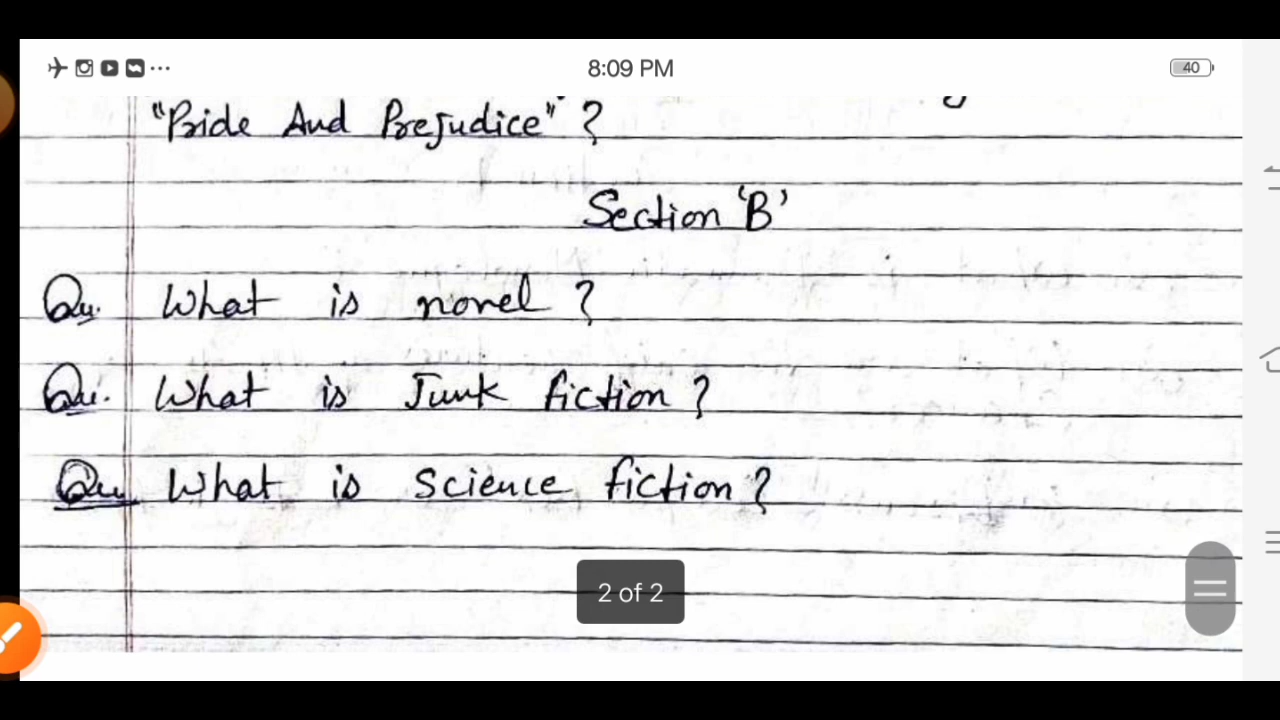 8:09 PM
40
"Pride And Prejudice" ?
Section 'B'
Qu. What is novel ?
Qu. What is Junk fiction ?
Qu. What is Science fiction ?
2 of 2